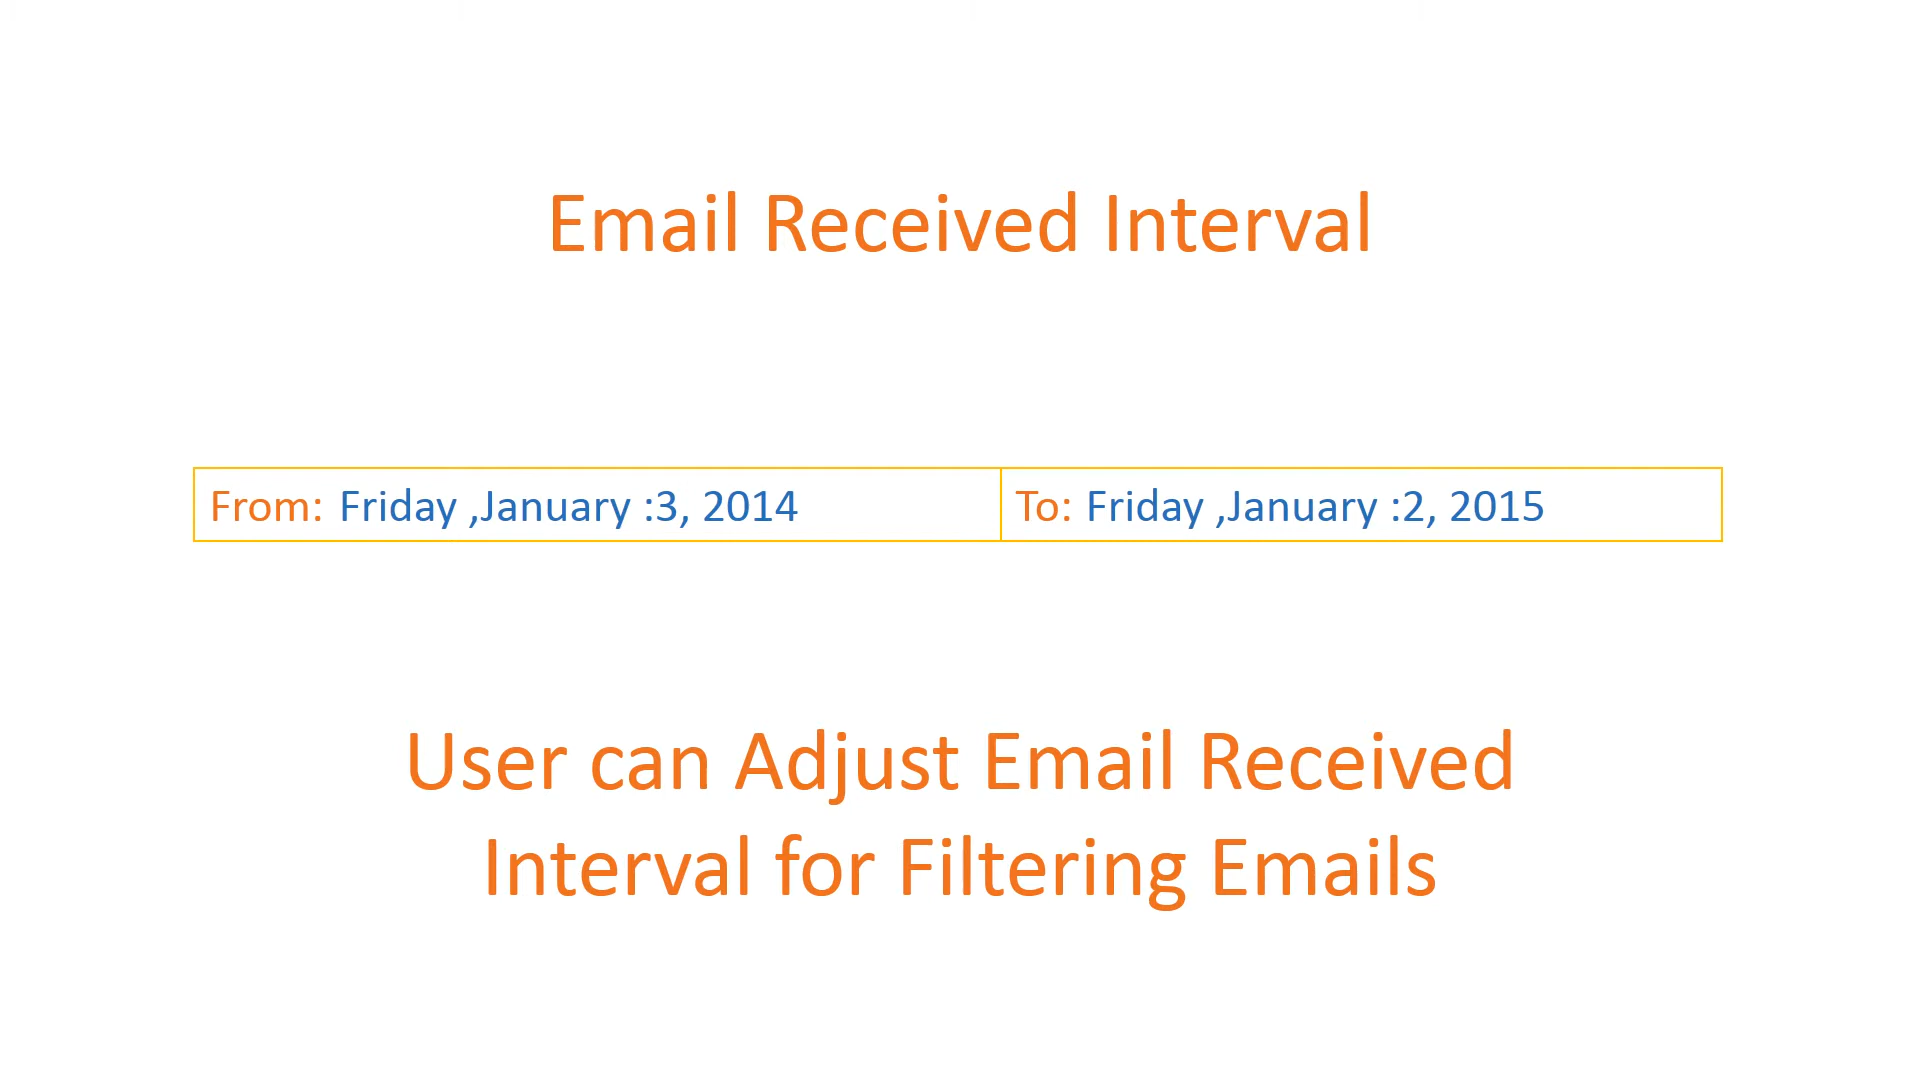 Email Received Interval
From: Friday ,January :3, 2014 To: Friday ,January :2, 2015
User can Adjust Email Received
Interval for Filtering Emails